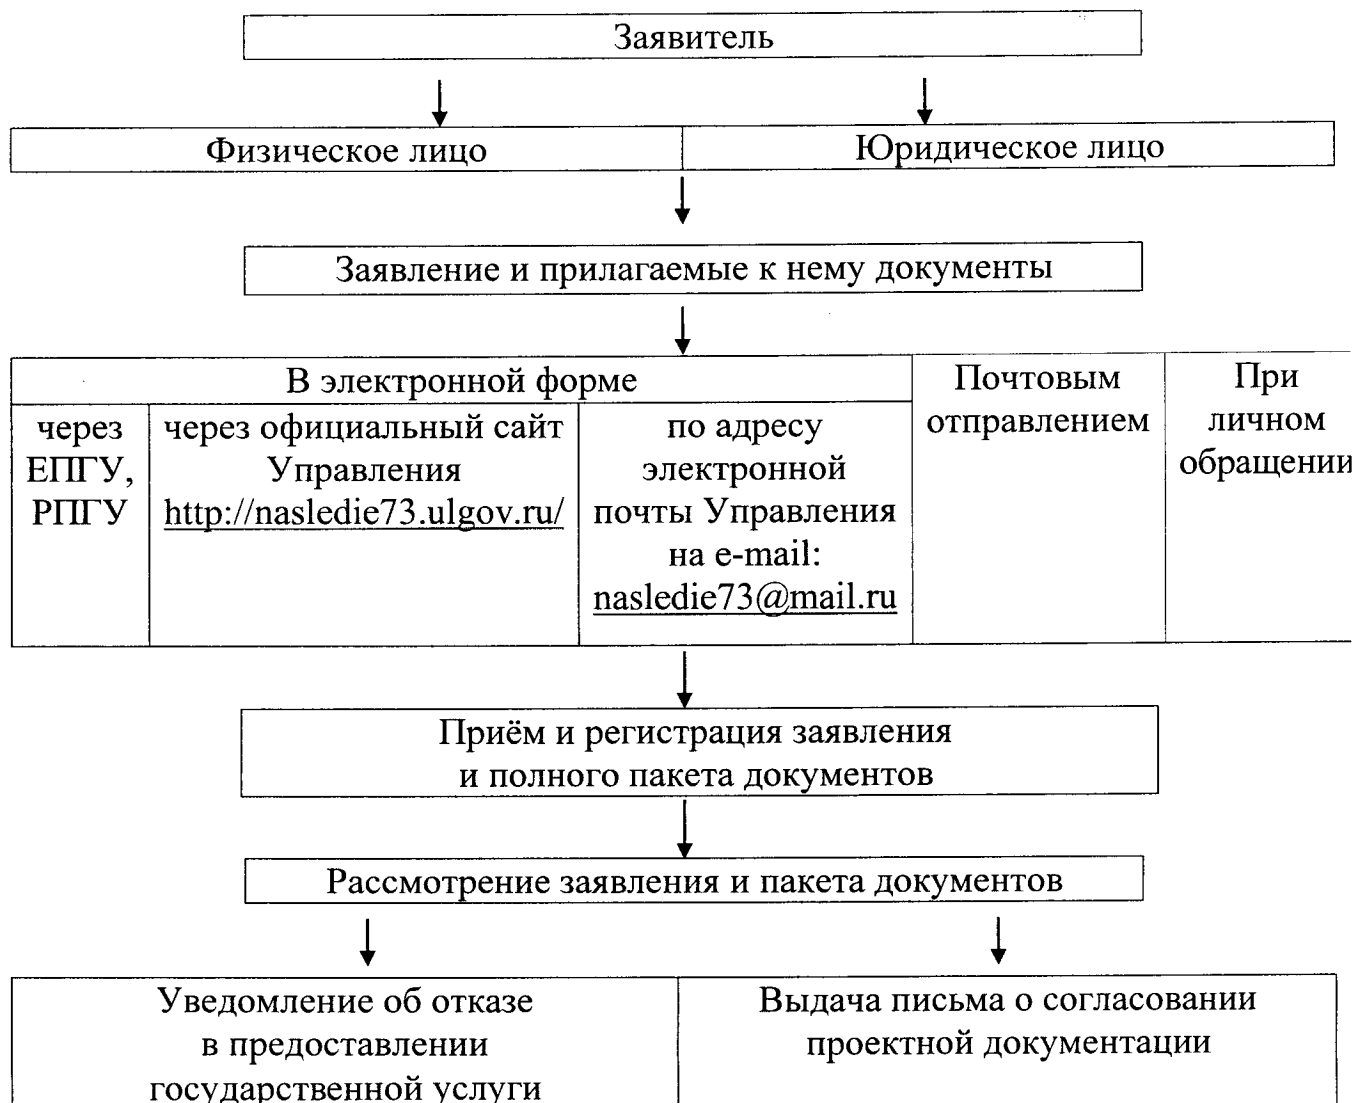 Заявитель
Физическое лицо
Юридическое лицо
Заявление и прилагаемые к нему документы
В электронной форме
через
ЕПГУ,
РПГУ
через официальный сайт
Управления
http://nasledie73.ulgov.ru/
по адресу
электронной
почты Управления
на e-mail:
nasledie73@mail.ru
Почтовым
отправлением
При
личном
обращении
Приём и регистрация заявления
и полного пакета документов
Рассмотрение заявления и пакета документов
Уведомление об отказе
в предоставлении
государственной услуги
Выдача письма о согласовании
проектной документации